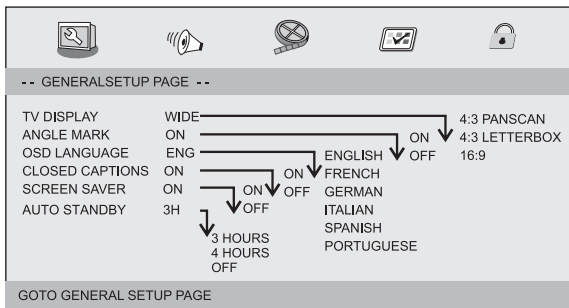 -- GENERALSETUP PAGE --
TV DISPLAY WIDE 4:3 PANSCAN
ANGLE MARK ON ON 4:3 LETTERBOX
OSD LANGUAGE ENG ENGLISH OFF 16:9
CLOSED CAPTIONS ON ON FRENCH
SCREEN SAVER ON ON OFF GERMAN
AUTO STANDBY 3H OFF ITALIAN
SPANISH
3 HOURS PORTUGUESE
4 HOURS
OFF
GOTO GENERAL SETUP PAGE